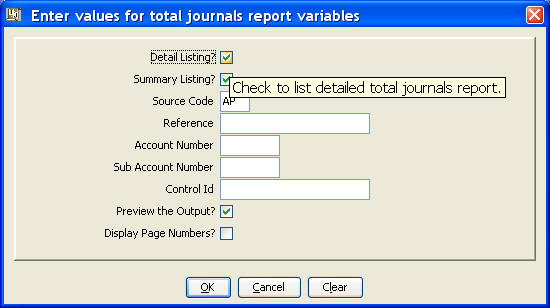 Enter values for total journals report variables
Detail Listing?
Summary Listing?
Check to list detailed total journals report.
Source Code AP
Reference
Account Number
Sub Account Number
Control Id
Preview the Output?
Display Page Numbers?
OK Cancel Clear